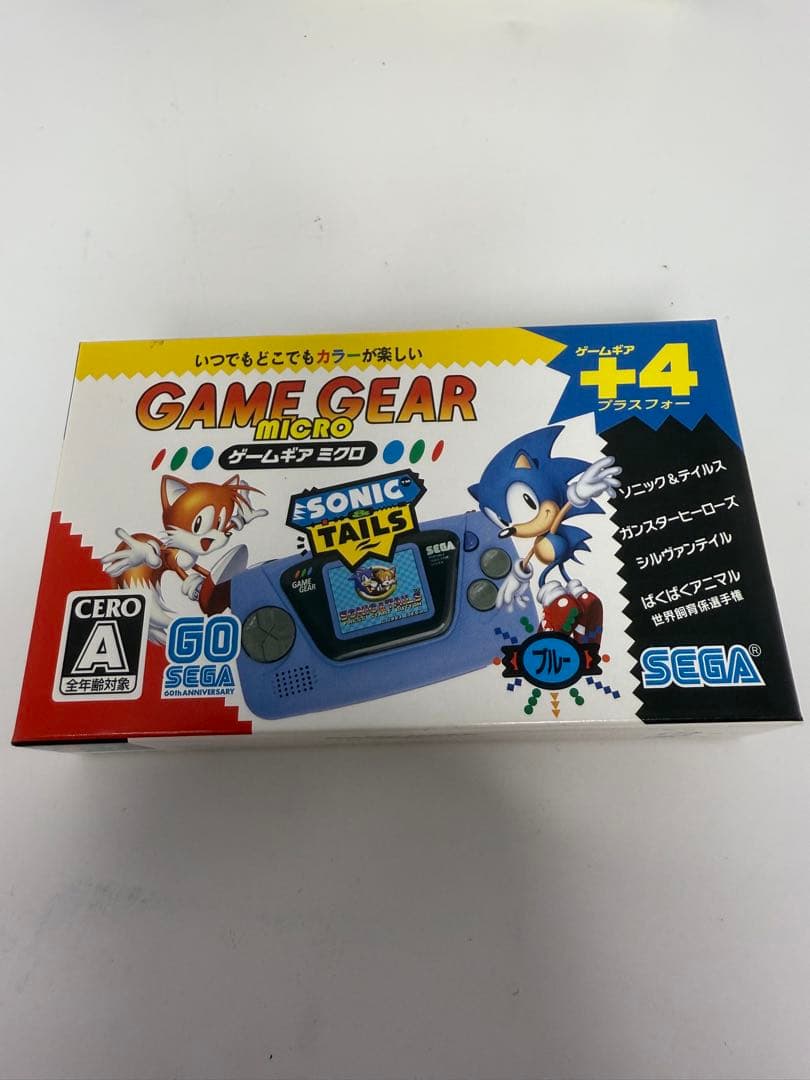 いつでもどこでもカラーが楽しい
GAME GEAR
MICRO
ゲームギア ミクロ
ゲームギア
+4
プラスフォー
SONIC™
&
TAILS
ソニック&テイルス
ガンスターヒーローズ
シルヴァンテイル
ばくばくアニマル
世界飼育係選手権
SEGA
GAME
GEAR
CERO
A
全年齢対象
GO
SEGA
60th ANNIVERSARY
ブルー
SEGA®